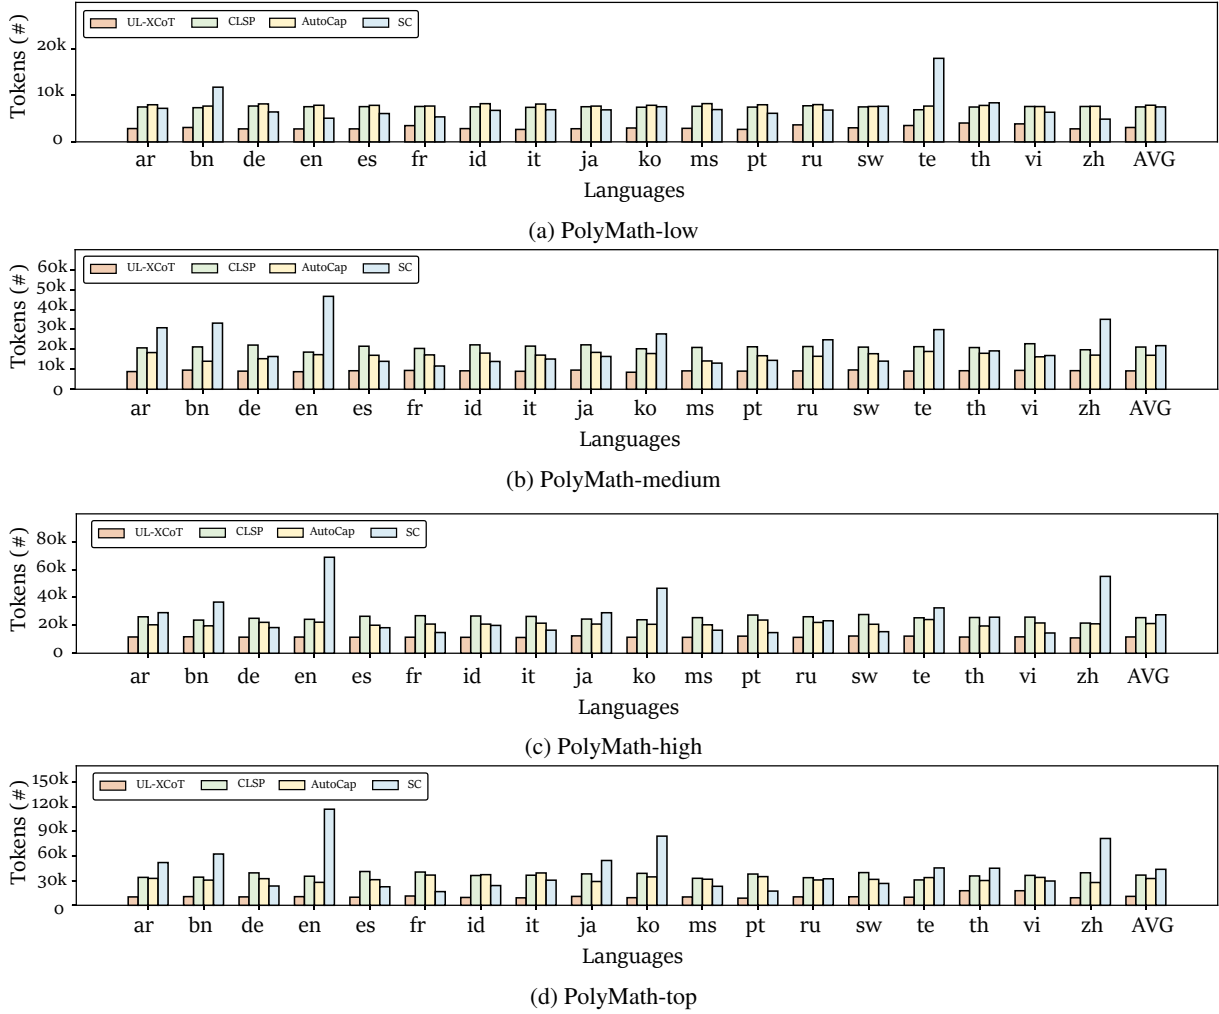 UL-XCoT CLSP AutoCap SC
Tokens (#)
20k
10k
0
ar bn de en es fr id it ja ko ms pt ru sw te th vi zh AVG
Languages
(a) PolyMath-low
UL-XCoT CLSP AutoCap SC
Tokens (#)
60k
50k
40k
30k
20k
10k
0
ar bn de en es fr id it ja ko ms pt ru sw te th vi zh AVG
Languages
(b) PolyMath-medium
UL-XCoT CLSP AutoCap SC
Tokens (#)
80k
60k
40k
20k
0
ar bn de en es fr id it ja ko ms pt ru sw te th vi zh AVG
Languages
(c) PolyMath-high
UL-XCoT CLSP AutoCap SC
Tokens (#)
150k
120k
90k
60k
30k
0
ar bn de en es fr id it ja ko ms pt ru sw te th vi zh AVG
Languages
(d) PolyMath-top